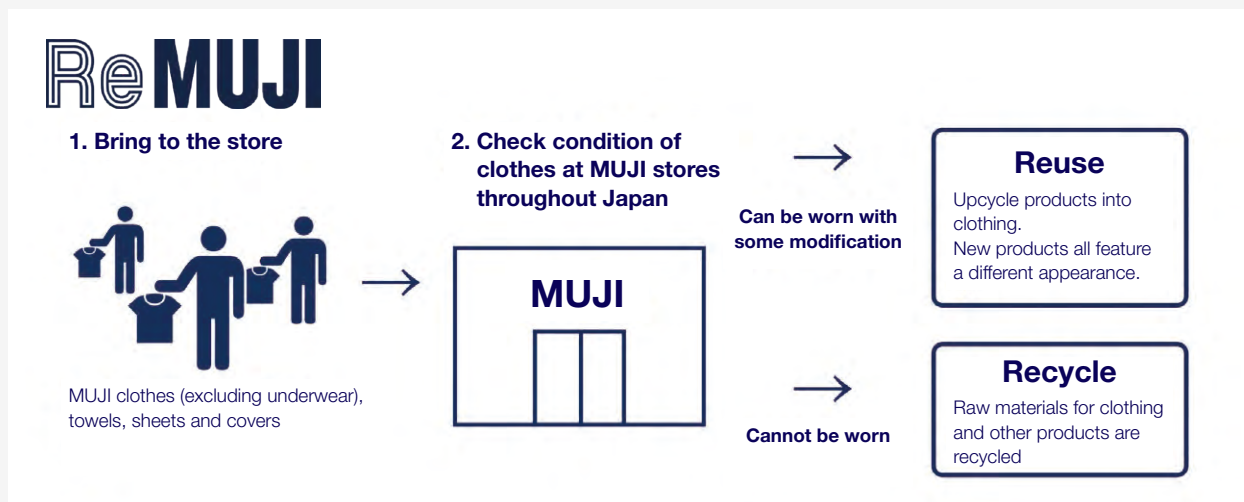 ReMUJI
1. Bring to the store
MUJI clothes (excluding underwear),
towels, sheets and covers
2. Check condition of
clothes at MUJI stores
throughout Japan
MUJI
Can be worn with
some modification
Reuse
Upcycle products into
clothing.
New products all feature
a different appearance.
Cannot be worn
Recycle
Raw materials for clothing
and other products are
recycled